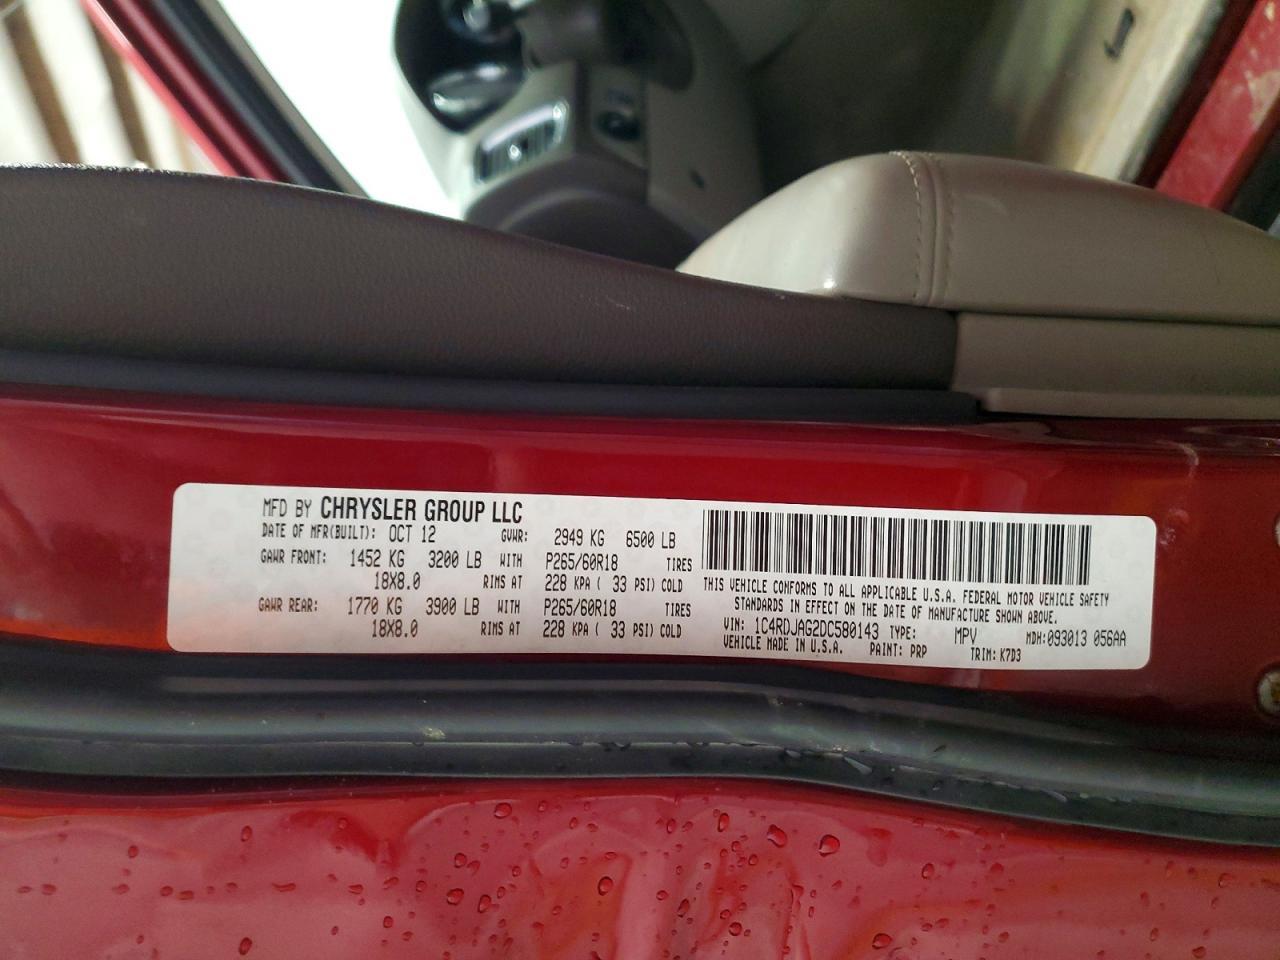 MFD BY CHRYSLER GROUP LLC
DATE OF MFR(BUILT): OCT 12 GVWR: 2949 KG 6500 LB
GAWR FRONT: 1452 KG 3200 LB WITH P265/60R18 TIRES
18X8.0 RIMS AT 228 KPA ( 33 PSI) COLD
GAWR REAR: 1770 KG 3900 LB WITH P265/60R18 TIRES
18X8.0 RIMS AT 228 KPA ( 33 PSI) COLD
THIS VEHICLE CONFORMS TO ALL APPLICABLE U.S.A. FEDERAL MOTOR VEHICLE SAFETY
STANDARDS IN EFFECT ON THE DATE OF MANUFACTURE SHOWN ABOVE.
VIN: 1C4RDJAG2DC580143 TYPE: MPV MDH:093013 056AA
VEHICLE MADE IN U.S.A. PAINT: PRP TRIM: K7D3